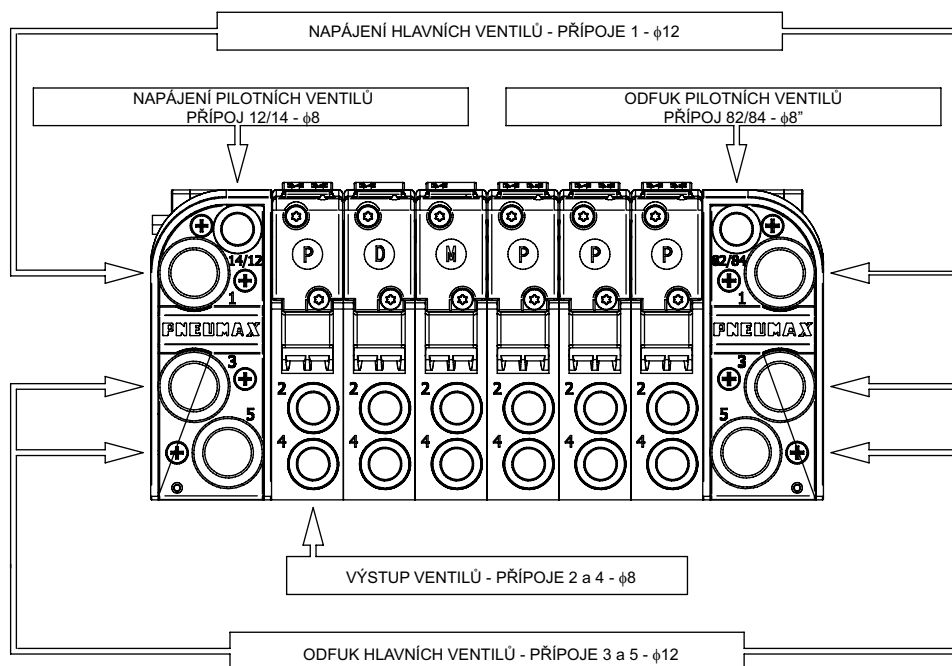 NAPÁJENÍ HLAVNÍCH VENTILŮ - PŘÍPOJE 1 - ϕ12
NAPÁJENÍ PILOTNÍCH VENTILŮ
PŘÍPOJ 12/14 - ϕ8
ODFUK PILOTNÍCH VENTILŮ
PŘÍPOJ 82/84 - ϕ8"
14/12
82/84
P D M P P P
1
1
PNEUMAX
PNEUMAX
3
3
2 2 2 2 2 2
5
5
4 4 4 4 4 4
VÝSTUP VENTILŮ - PŘÍPOJE 2 a 4 - ϕ8
ODFUK HLAVNÍCH VENTILŮ - PŘÍPOJE 3 a 5 - ϕ12